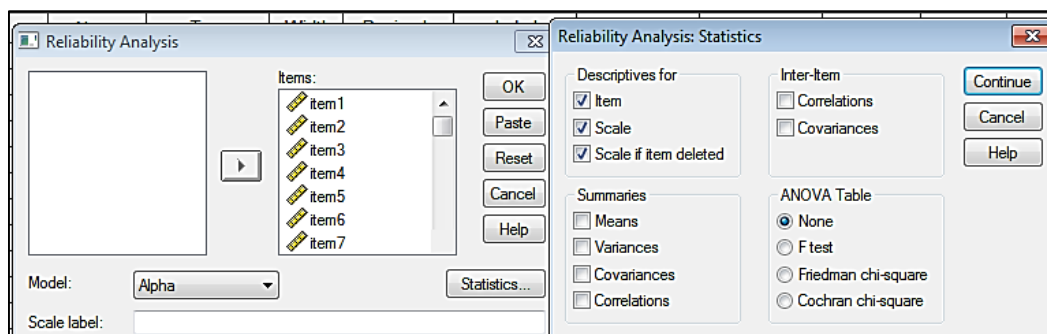 Reliability Analysis
Items:
item1
item2
item3
item4
item5
item6
item7
OK
Paste
Reset
Cancel
Help
Model:
Alpha
Statistics...
Scale label:
Reliability Analysis: Statistics
Descriptives for
Item
Scale
Scale if item deleted
Inter-Item
Correlations
Covariances
Continue
Cancel
Help
Summaries
Means
Variances
Covariances
Correlations
ANOVA Table
None
F test
Friedman chi-square
Cochran chi-square